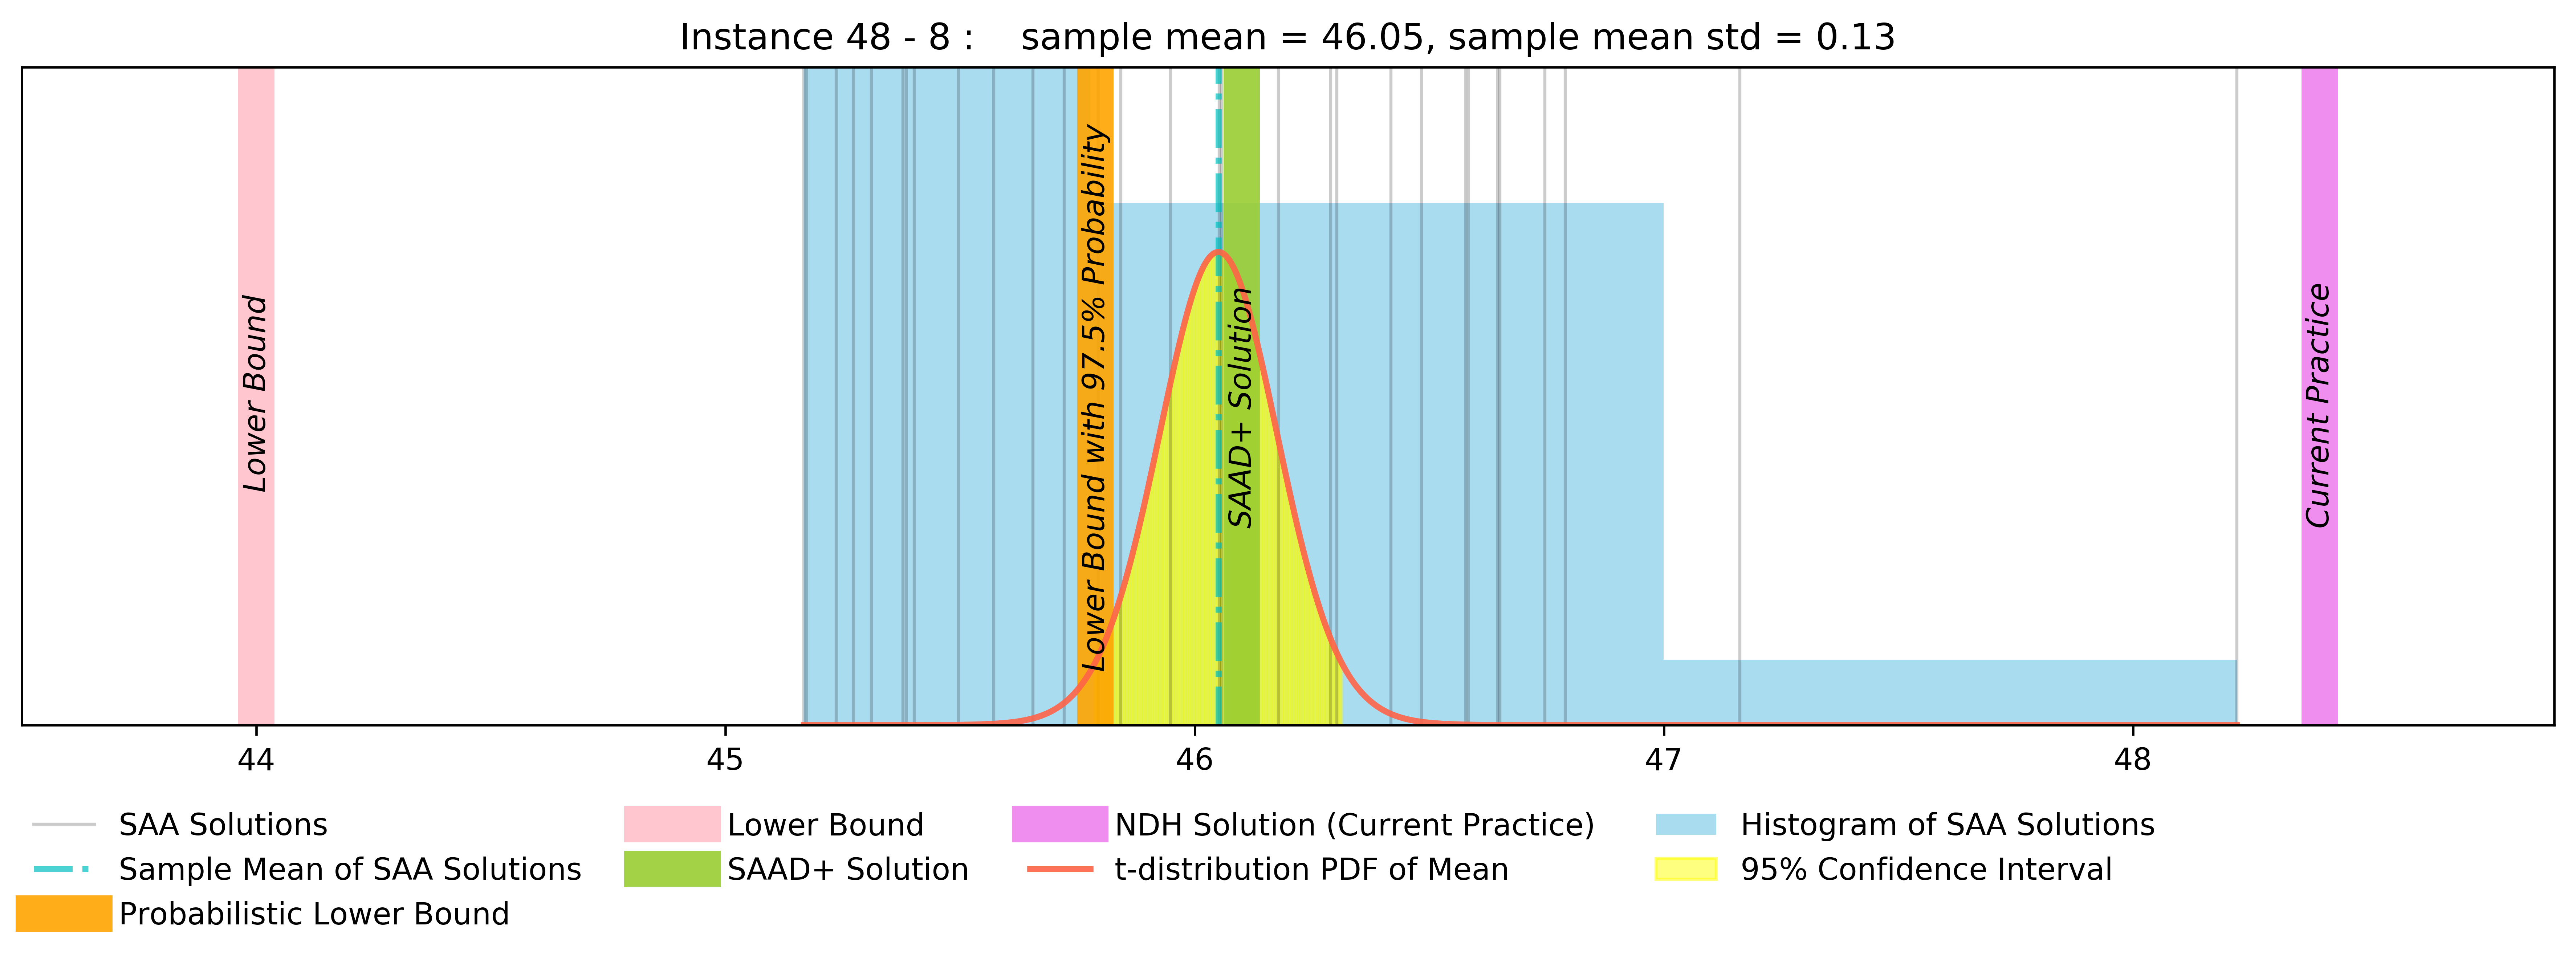 Instance 48 - 8 :    sample mean = 46.05, sample mean std = 0.13
Lower Bound
Lower Bound with 97.5% Probability
SAAD+ Solution
Current Practice
44 45 46 47 48
SAA Solutions
Sample Mean of SAA Solutions
Probabilistic Lower Bound
Lower Bound
SAAD+ Solution
NDH Solution (Current Practice)
t-distribution PDF of Mean
Histogram of SAA Solutions
95% Confidence Interval